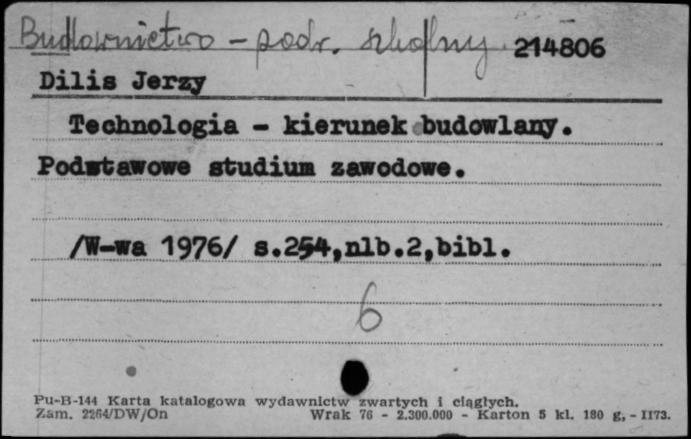 Budownictwo - podr. szkolny 214806
Dilis Jerzy
Technologia - kierunek budowlany.
Podstawowe studium zawodowe.
/W-wa 1976/ s.254,nlb.2,bibl.
6
Pu-B-144 Karta katalogowa wydawnictw zwartych i ciągłych.
Zam. 2264/DW/On Wrak 76 - 2.300.000 - Karton 5 kl. 180 g, - 1173.